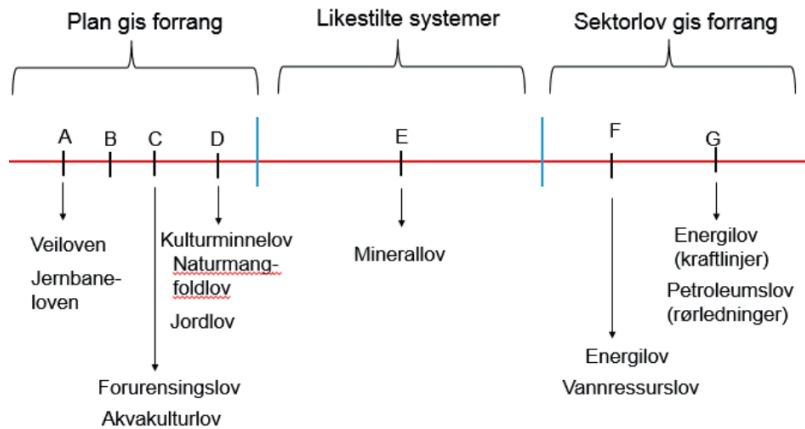 Plan gis forrang
Likestilte systemer
Sektorlov gis forrang
A
B
C
D
E
F
G
Veiloven
Jernbane-
loven
Kulturminnelov
Naturmang-
foldlov
Jordlov
Forurensingslov
Akvakulturlov
Minerallov
Energilov
Vannressurslov
Energilov
(kraftlinjer)
Petroleumslov
(rørledninger)